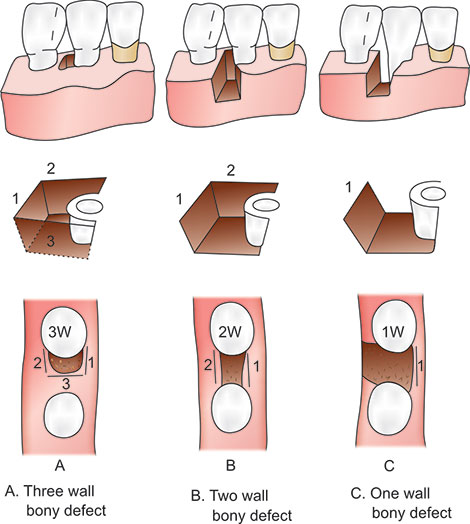 2
2
1
3
1
1
3W
2W
1W
2
1
3
2
1
1
A
B
C
A. Three wall
bony defect
B. Two wall
bony defect
C. One wall
bony defect